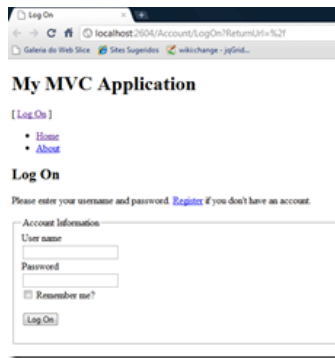 Log On
localhost:2604/Account/LogOn?ReturnUrl=%2f
Galeria do Web Slice Sites Sugeridos wikichange - jqGrid...
My MVC Application
[ Log On ]
Home
About
Log On
Please enter your username and password. Register if you don't have an account.
Account Information
User name
Password
Remember me?
Log On